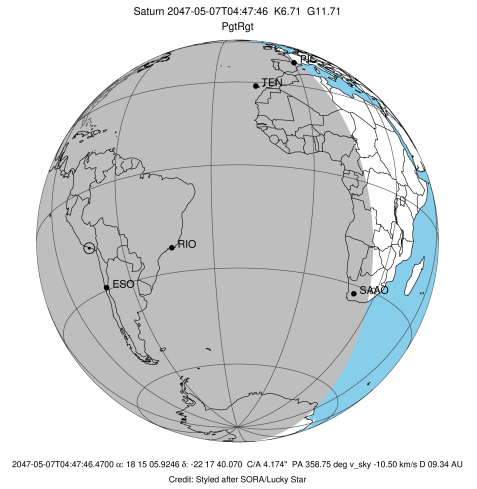 Saturn 2047-05-07T04:47:46 K6.71 G11.71
PgtRgt
TEN
RIO
ESO
SAAO
2047-05-07T04:47:46.4700 α: 18 15 05.9246 δ: -22 17 40.070 C/A 4.174" PA 358.75 deg v_sky -10.50 km/s D 09.34 AU
Credit: Styled after SORA/Lucky Star